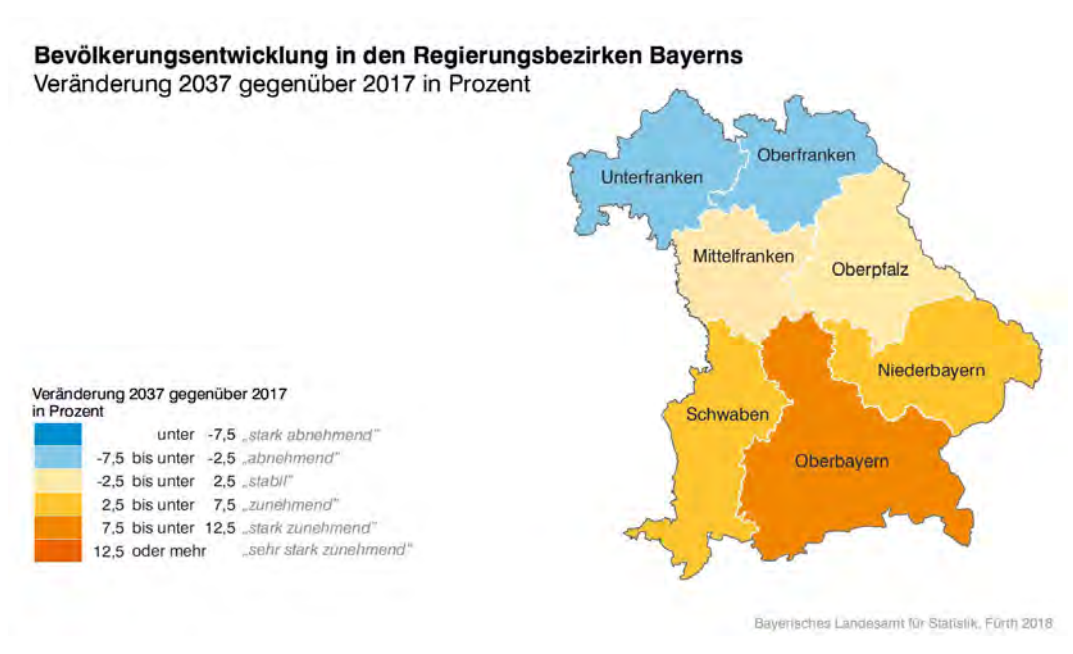 Bevölkerungsentwicklung in den Regierungsbezirken Bayerns
Veränderung 2037 gegenüber 2017 in Prozent
Oberfranken
Unterfranken
Mittelfranken
Oberpfalz
Niederbayern
Schwaben
Oberbayern
Veränderung 2037 gegenüber 2017
in Prozent
unter -7,5 „stark abnehmend“
-7,5 bis unter -2,5 „abnehmend“
-2,5 bis unter 2,5 „stabil“
2,5 bis unter 7,5 „zunehmend“
7,5 bis unter 12,5 „stark zunehmend“
12,5 oder mehr „sehr stark zunehmend“
Bayerisches Landesamt für Statistik, Fürth 2018